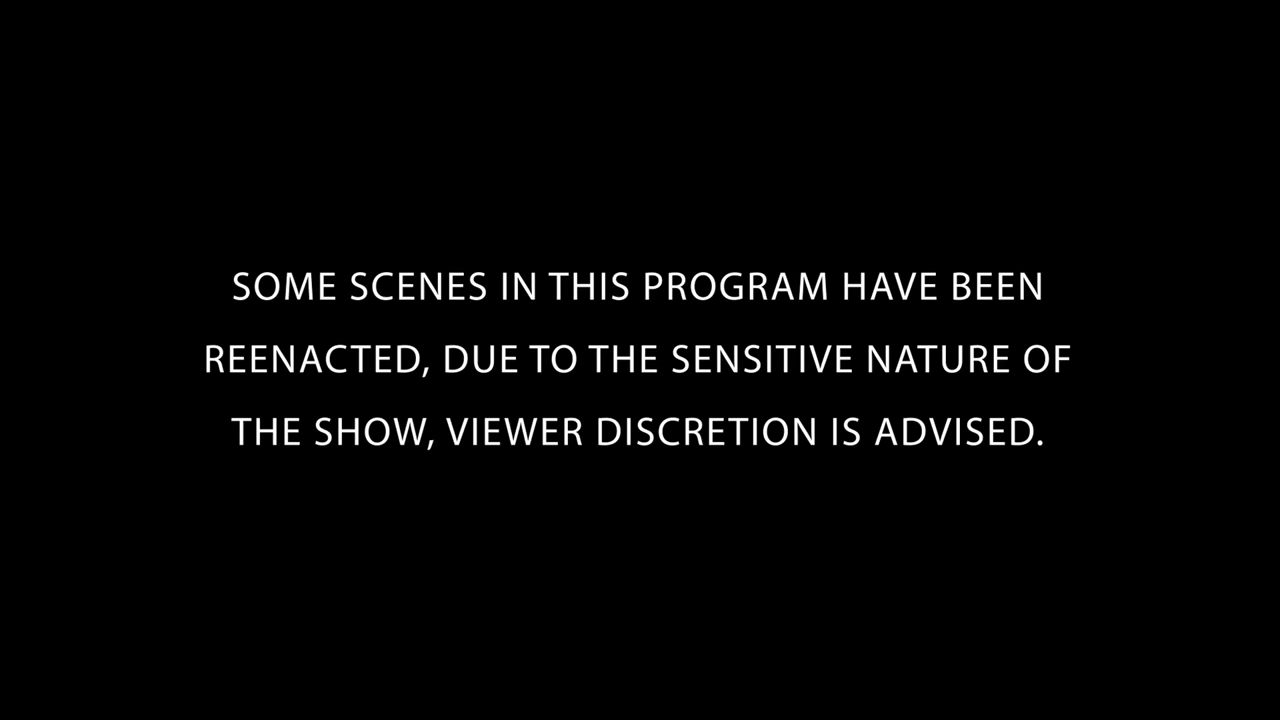 SOME SCENES IN THIS PROGRAM HAVE BEEN
REENACTED, DUE TO THE SENSITIVE NATURE OF
THE SHOW, VIEWER DISCRETION IS ADVISED.